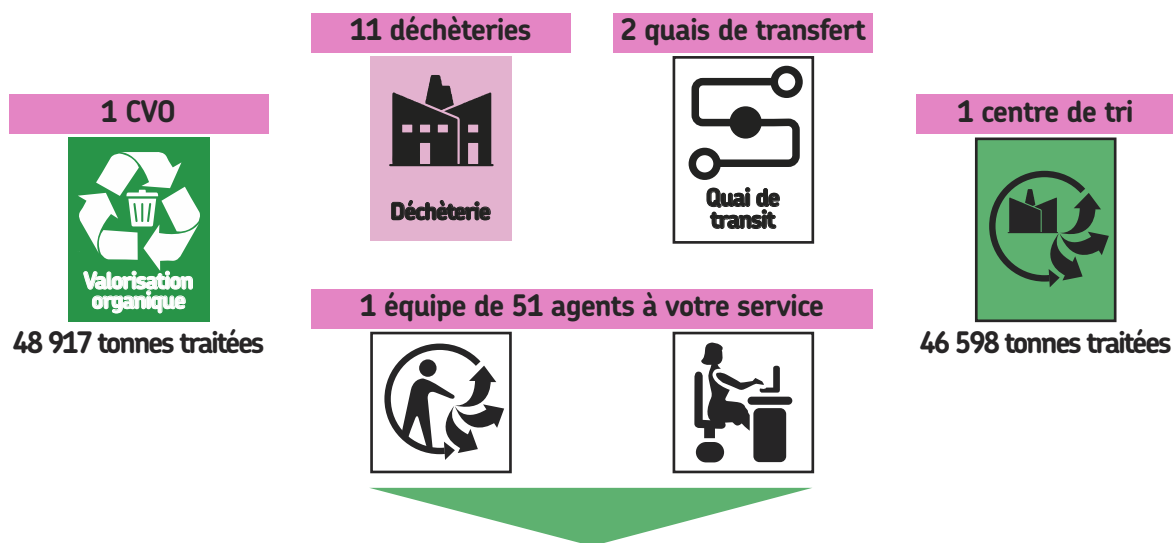 11 déchèteries
2 quais de transfert
1 CVO
1 centre de tri
Déchèterie
Quai de
transit
Valorisation
organique
1 équipe de 51 agents à votre service
48 917 tonnes traitées
46 598 tonnes traitées